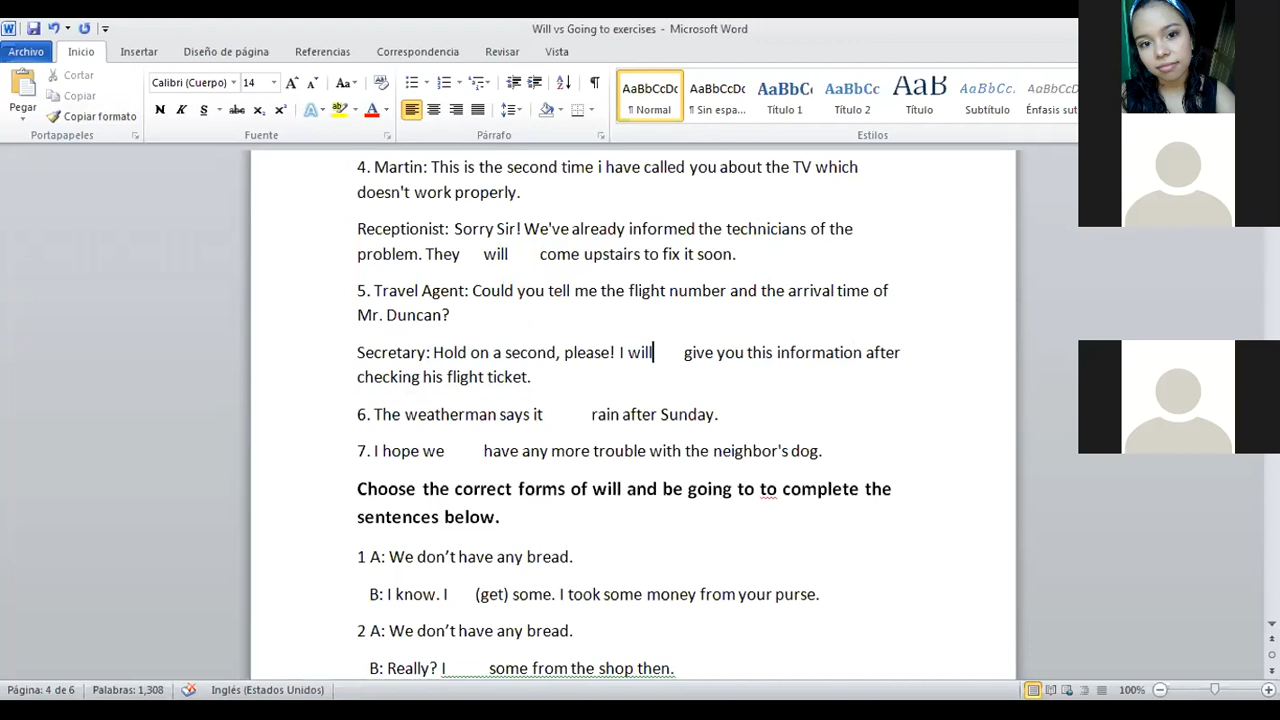 Will vs Going to exercises - Microsoft Word
Archivo Inicio Insertar Diseño de página Referencias Correspondencia Revisar Vista
Pegar
Cortar
Copiar
Copiar formato
Portapapeles
Calibri (Cuerpo) 14
N K S abc x₂ x²
Fuente
Párrafo
AaBbCcDc AaBbCcDc AaBbC AaBbCc AaB AaBbCc. AaBbCcDc
¶ Normal ¶ Sin espa... Título 1 Título 2 Título Subtítulo Énfasis sut
Estilos
4. Martin: This is the second time i have called you about the TV which
doesn't work properly.
Receptionist: Sorry Sir! We've already informed the technicians of the
problem. They will come upstairs to fix it soon.
5. Travel Agent: Could you tell me the flight number and the arrival time of
Mr. Duncan?
Secretary: Hold on a second, please! I will give you this information after
checking his flight ticket.
6. The weatherman says it rain after Sunday.
7. I hope we have any more trouble with the neighbor's dog.
Choose the correct forms of will and be going to to complete the
sentences below.
1 A: We don’t have any bread.
B: I know. I (get) some. I took some money from your purse.
2 A: We don’t have any bread.
B: Really? I some from the shop then.
Página: 4 de 6 Palabras: 1,308 Inglés (Estados Unidos) 100%